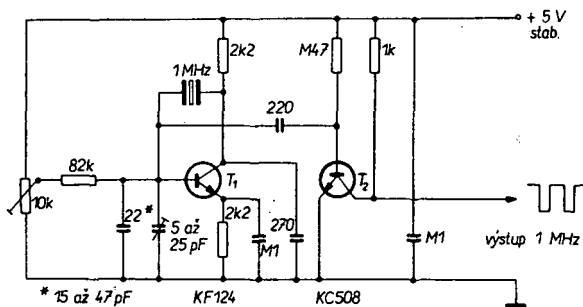 + 5 V
stab.
2k2
M47
1k
1 MHz
220
82k
T1
T2
10k
22 *
5 až
25 pF
2k2
M1
270
M1
výstup 1 MHz
* 15 až 47 pF
KF124
KC508